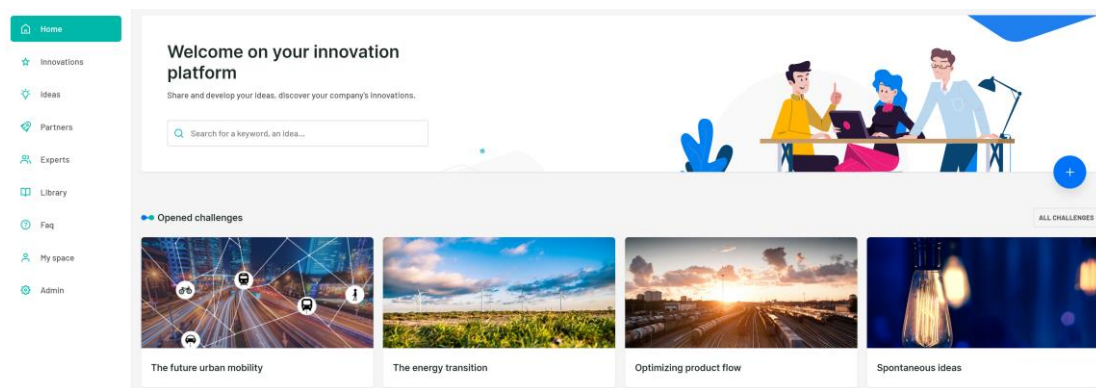 Home
Innovations
Ideas
Partners
Experts
Library
Faq
My space
Admin
Welcome on your innovation
platform
Share and develop your ideas, discover your company's innovations.
Search for a keyword, an idea...
+
Opened challenges
ALL CHALLENGES
The future urban mobility
The energy transition
Optimizing product flow
Spontaneous ideas